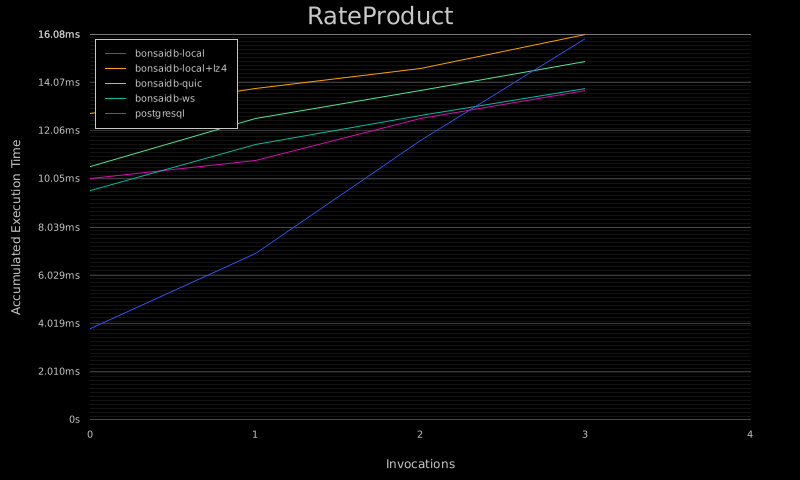 RateProduct
16.08ms
14.07ms
12.06ms
10.05ms
8.039ms
6.029ms
4.019ms
2.010ms
0s
bonsaidb-local
bonsaidb-local+lz4
bonsaidb-quic
bonsaidb-ws
postgresql
Accumulated Execution Time
0 1 2 3 4
Invocations